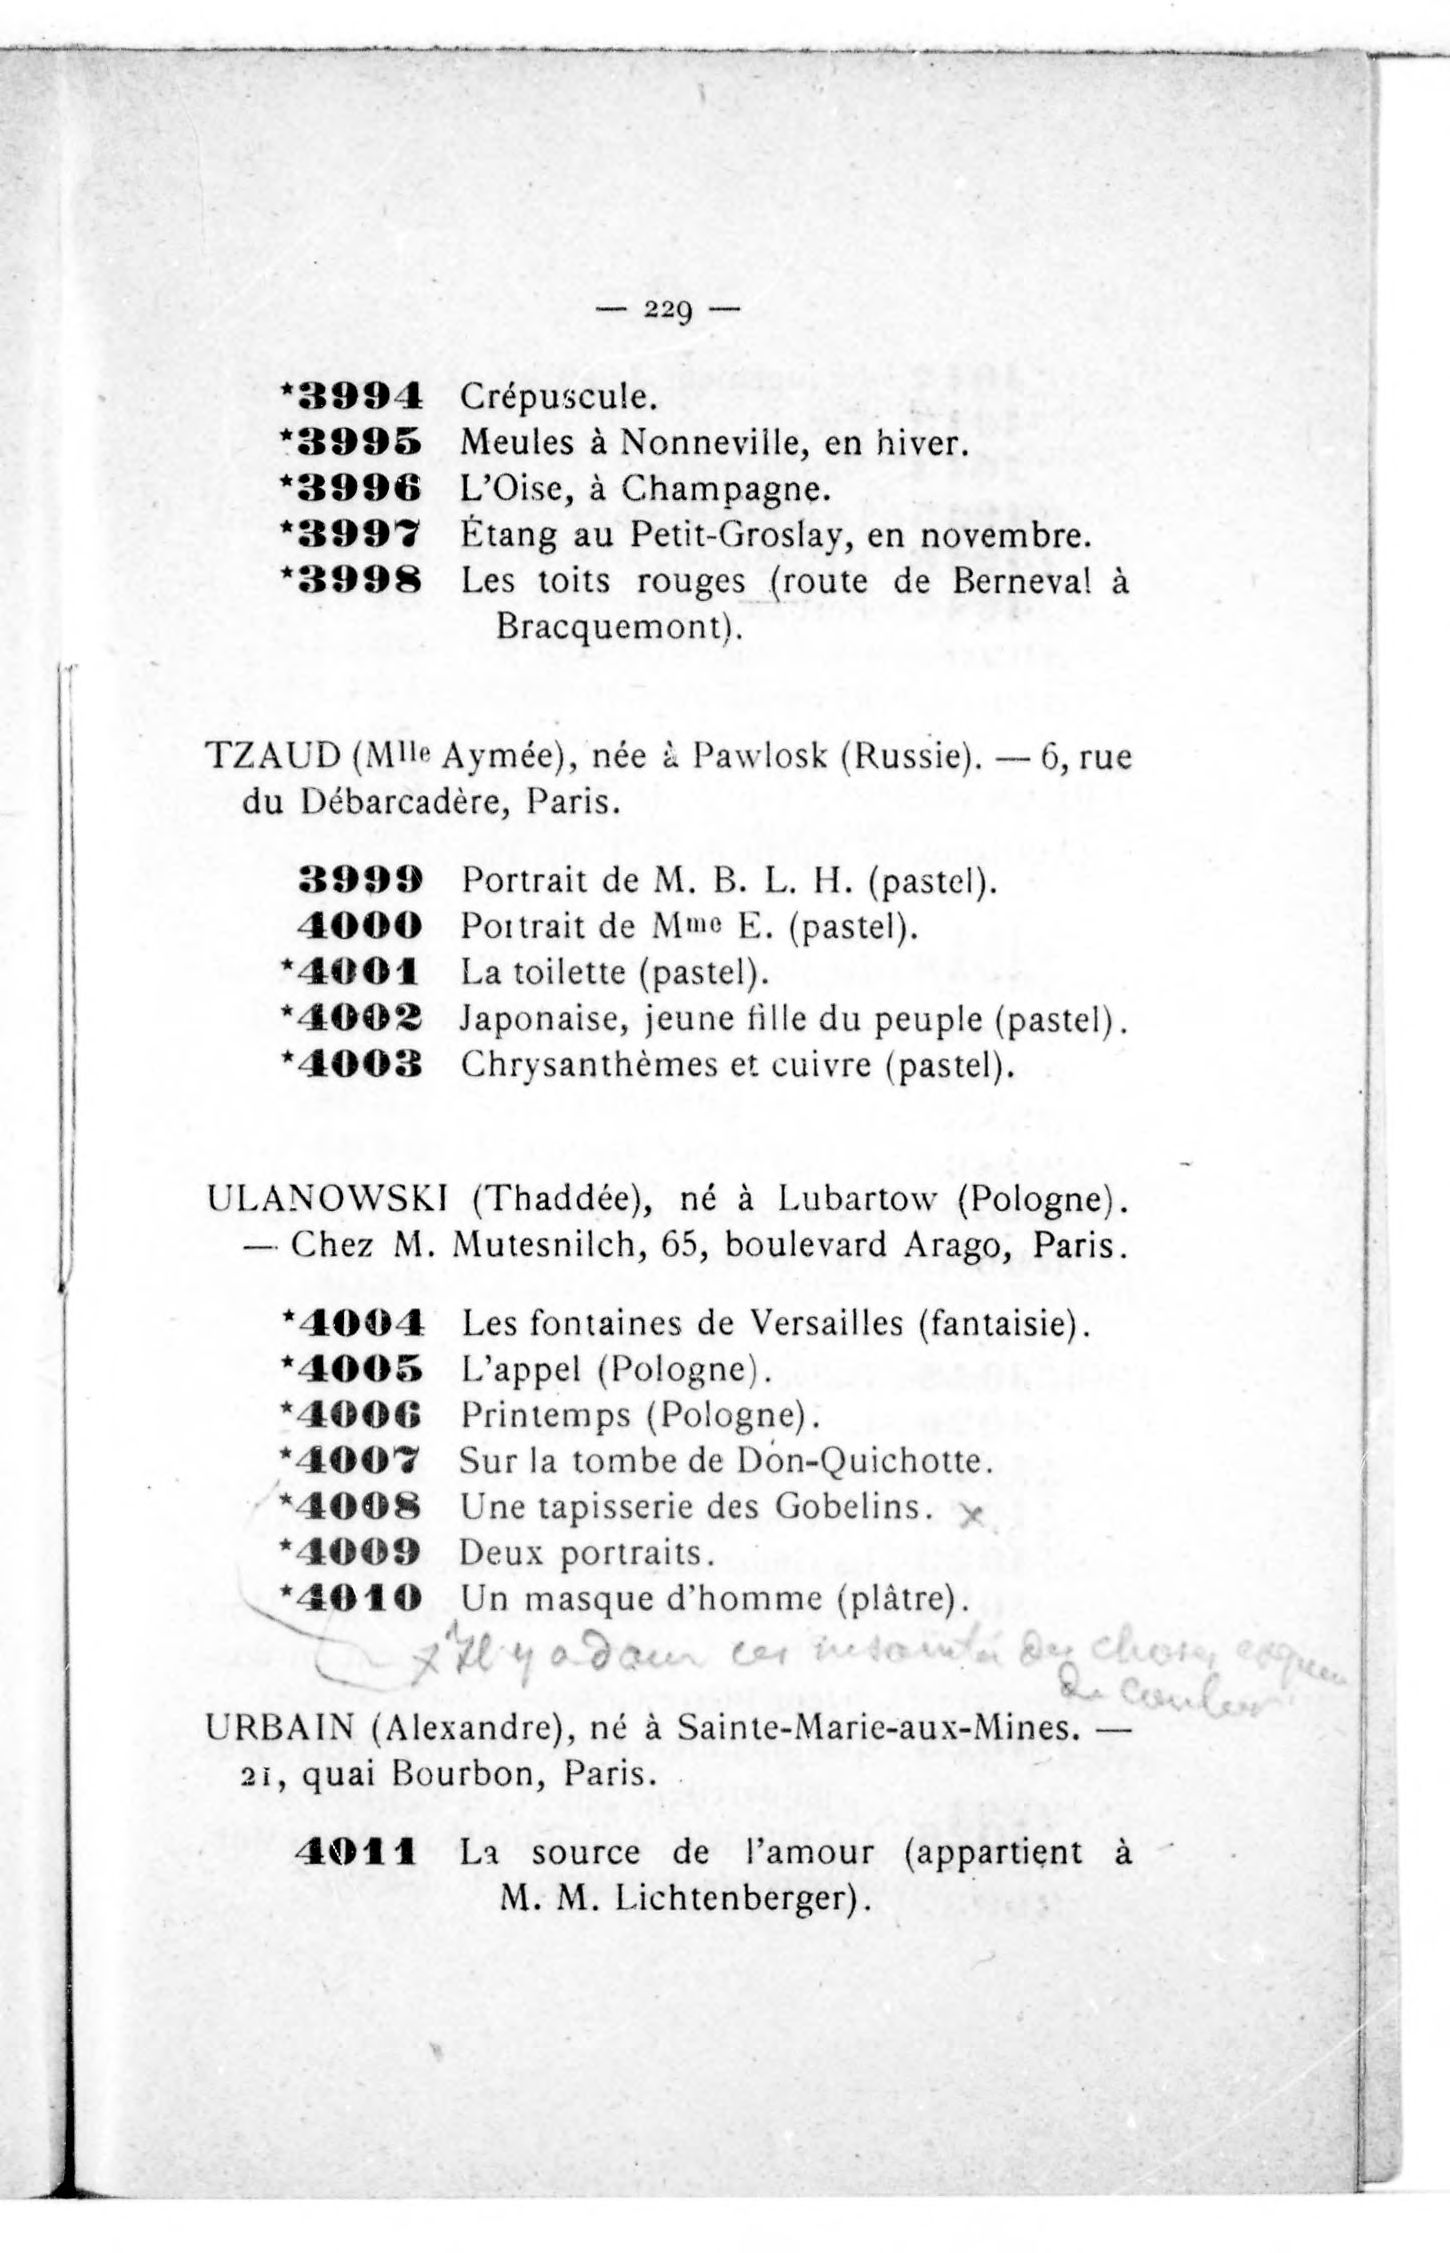 — 229 —
*3994 Crépuscule.
*3995 Meules à Nonneville, en hiver.
*3996 L'Oise, à Champagne.
*3997 Étang au Petit-Groslay, en novembre.
*3998 Les toits rouges (route de Berneval à
Bracquemont).
TZAUD (Mlle Aymée), née à Pawlosk (Russie). — 6, rue
du Débarcadère, Paris.
3999 Portrait de M. B. L. H. (pastel).
4000 Portrait de Mme E. (pastel).
*4001 La toilette (pastel).
*4002 Japonaise, jeune fille du peuple (pastel).
*4003 Chrysanthèmes et cuivre (pastel).
ULANOWSKI (Thaddée), né à Lubartow (Pologne).
— Chez M. Mutesnilch, 65, boulevard Arago, Paris.
*4004 Les fontaines de Versailles (fantaisie).
*4005 L'appel (Pologne).
*4006 Printemps (Pologne).
*4007 Sur la tombe de Don-Quichotte.
*4008 Une tapisserie des Gobelins. x
*4009 Deux portraits.
*4010 Un masque d'homme (plâtre).
x Il y a dans ces insanités des choses exquises
de couleur
URBAIN (Alexandre), né à Sainte-Marie-aux-Mines. —
21, quai Bourbon, Paris.
4011 La source de l'amour (appartient à
M. M. Lichtenberger).